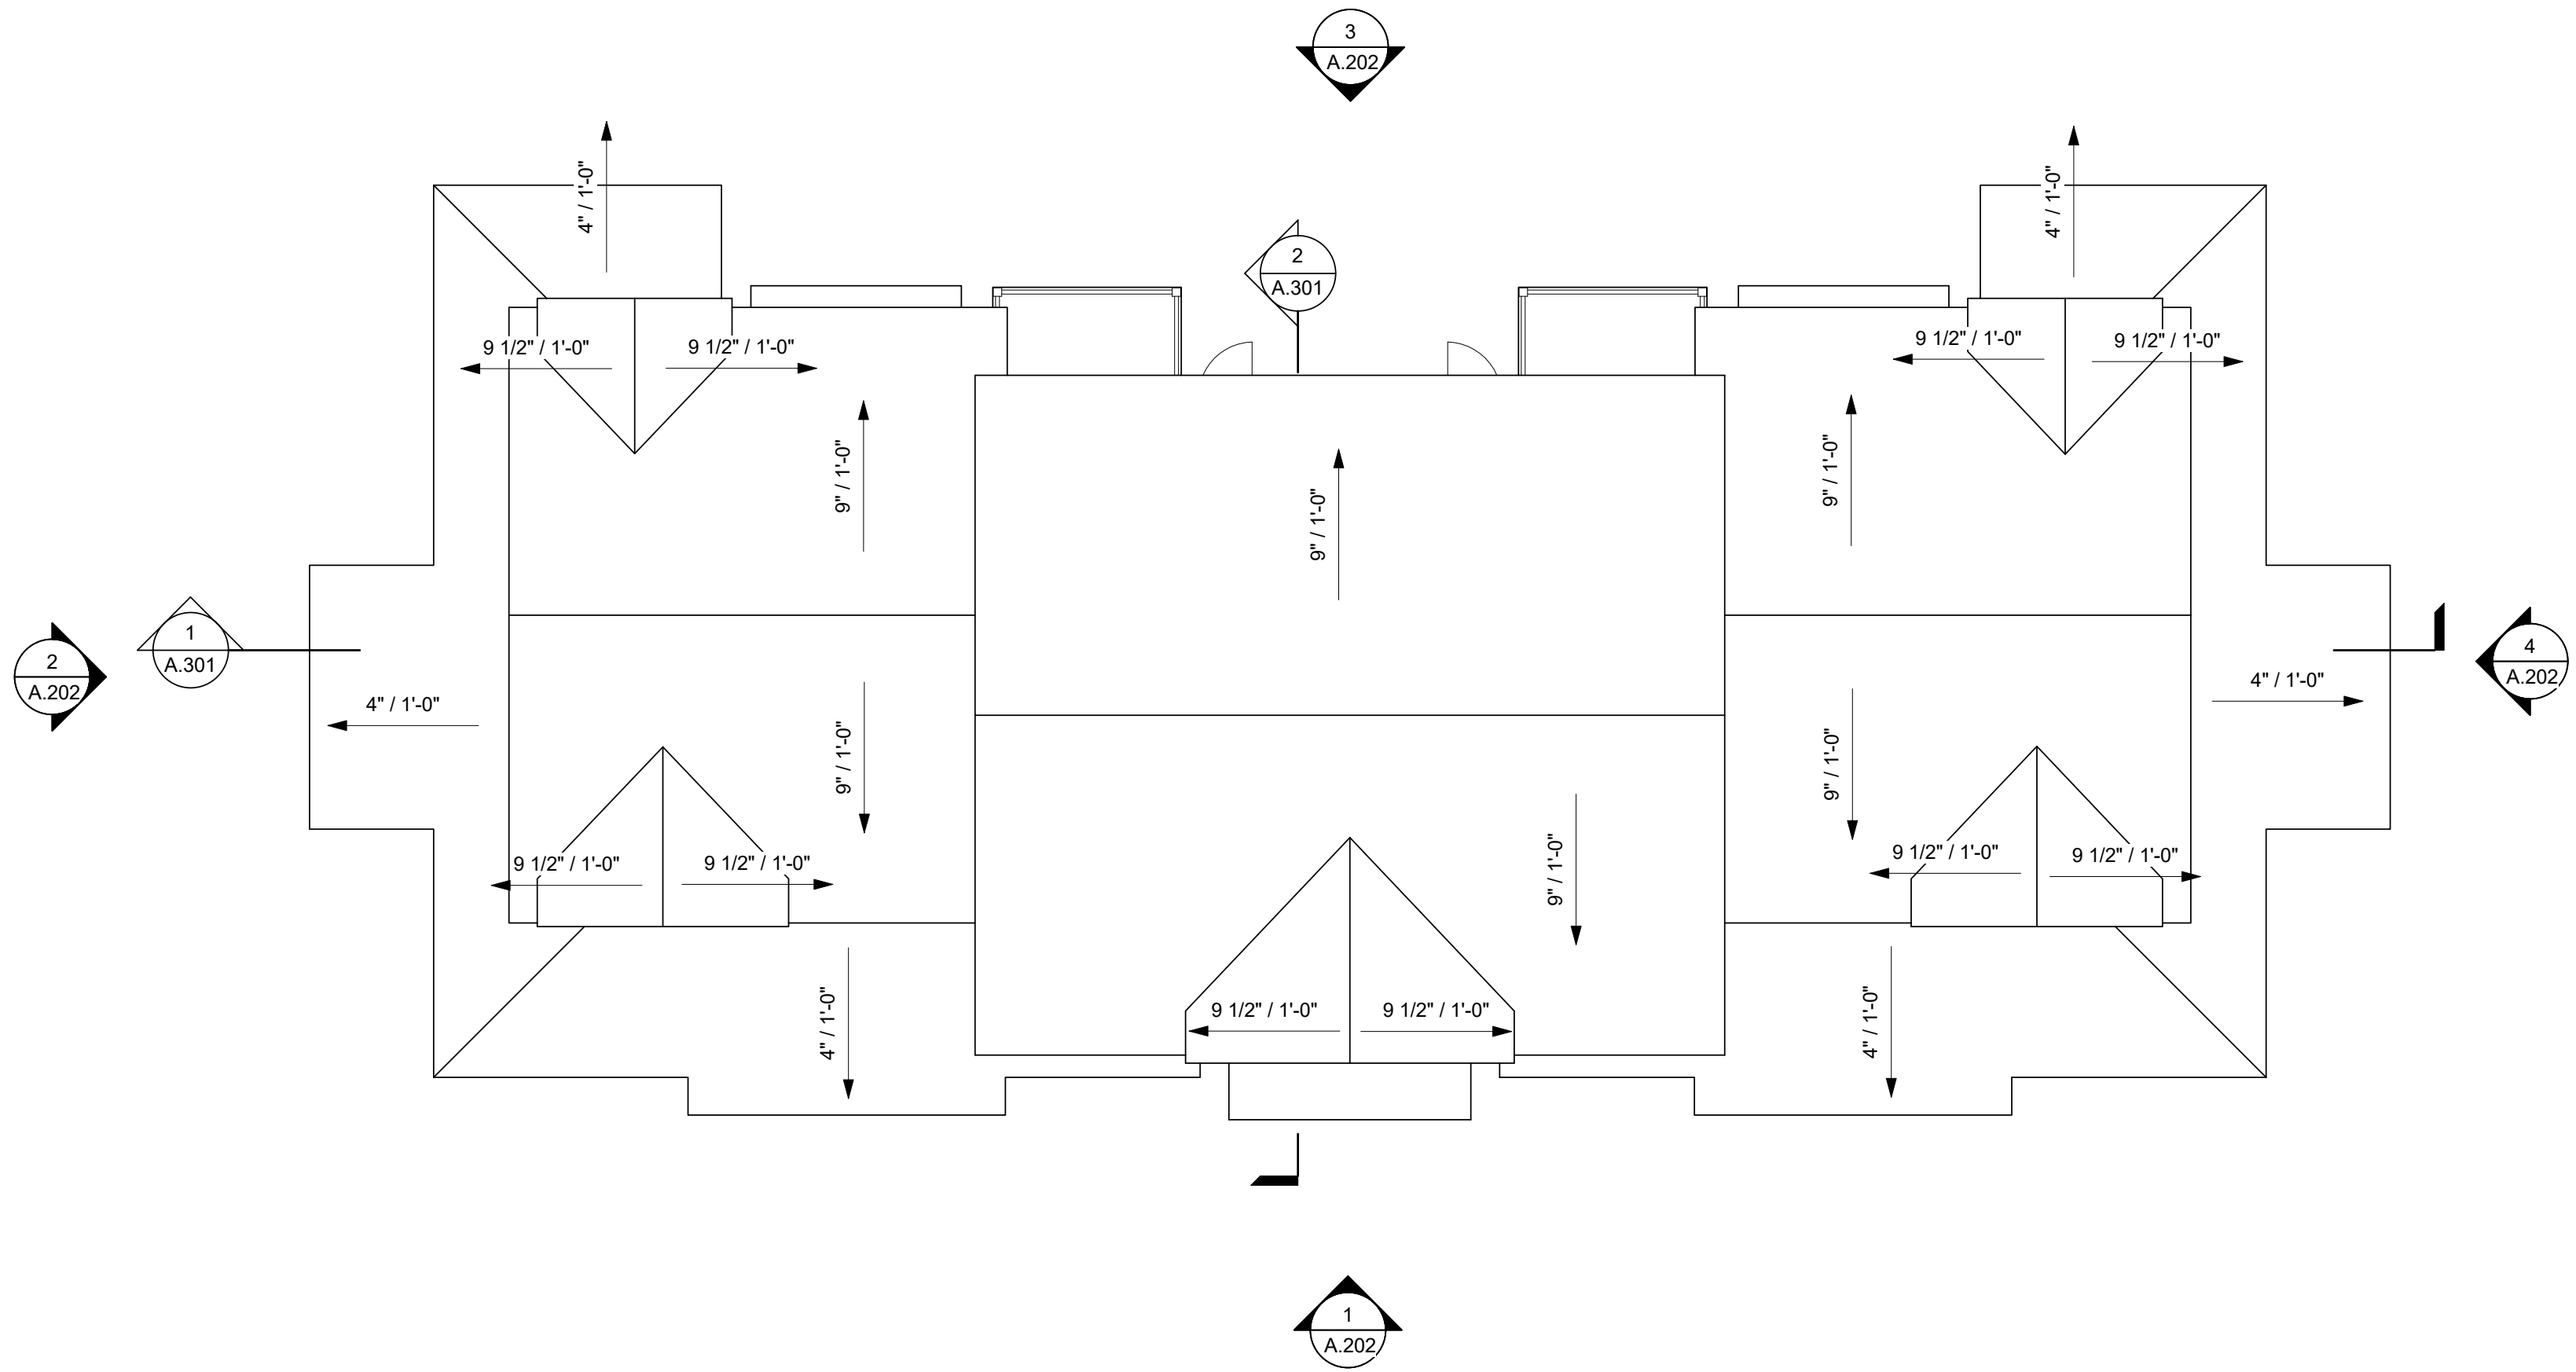 3
A.202
4" / 1'-0"
4" / 1'-0"
2
A.301
9 1/2" / 1'-0"
9 1/2" / 1'-0"
9 1/2" / 1'-0"
9 1/2" / 1'-0"
9" / 1'-0"
9" / 1'-0"
9" / 1'-0"
1
A.301
2
A.202
4
A.202
4" / 1'-0"
4" / 1'-0"
9" / 1'-0"
9" / 1'-0"
9 1/2" / 1'-0"
9 1/2" / 1'-0"
9" / 1'-0"
9 1/2" / 1'-0"
9 1/2" / 1'-0"
9 1/2" / 1'-0"
9 1/2" / 1'-0"
4" / 1'-0"
4" / 1'-0"
1
A.202